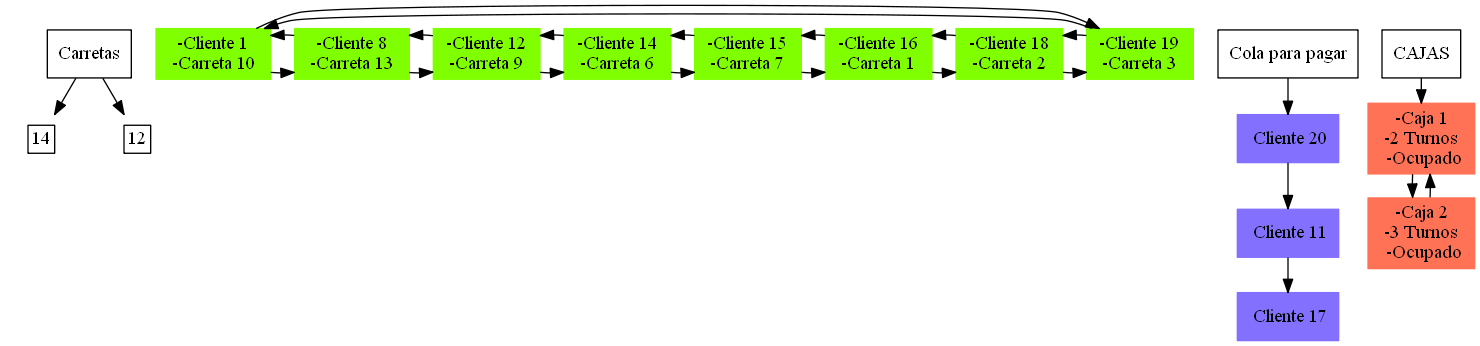 Carretas
14
12
-Cliente 1
-Carreta 10
-Cliente 8
-Carreta 13
-Cliente 12
-Carreta 9
-Cliente 14
-Carreta 6
-Cliente 15
-Carreta 7
-Cliente 16
-Carreta 1
-Cliente 18
-Carreta 2
-Cliente 19
-Carreta 3
Cola para pagar
Cliente 20
Cliente 11
Cliente 17
CAJAS
-Caja 1
-2 Turnos
-Ocupado
-Caja 2
-3 Turnos
-Ocupado